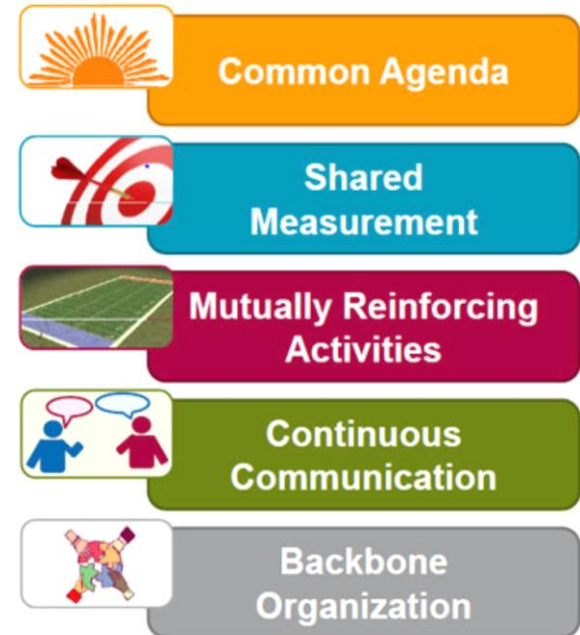 Common Agenda
Shared
Measurement
Mutually Reinforcing
Activities
Continuous
Communication
Backbone
Organization